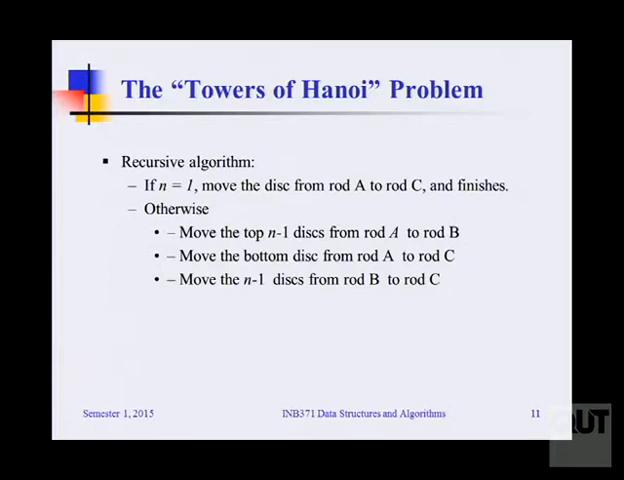 The “Towers of Hanoi” Problem
▪ Recursive algorithm:
– If n = 1, move the disc from rod A to rod C, and finishes.
– Otherwise
• – Move the top n-1 discs from rod A to rod B
• – Move the bottom disc from rod A to rod C
• – Move the n-1 discs from rod B to rod C
Semester 1, 2015 INB371 Data Structures and Algorithms 11
QUT